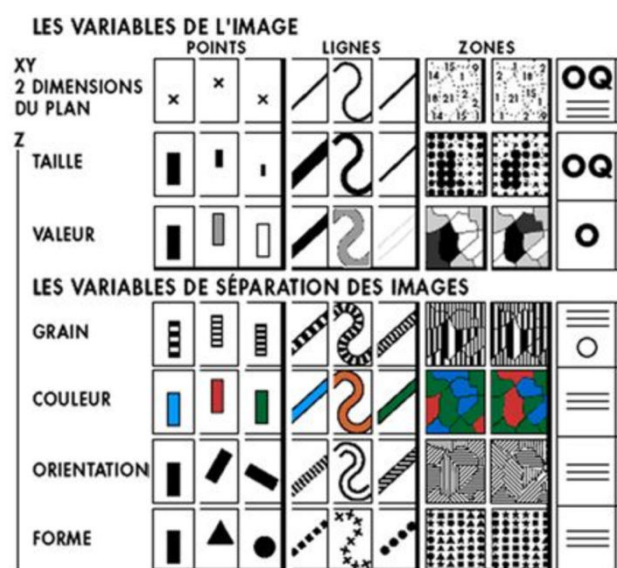 LES VARIABLES DE L'IMAGE
POINTS LIGNES ZONES
XY
2 DIMENSIONS
DU PLAN
OQ
Z
TAILLE
OQ
VALEUR
O
LES VARIABLES DE SÉPARATION DES IMAGES
GRAIN
O
COULEUR
ORIENTATION
FORME